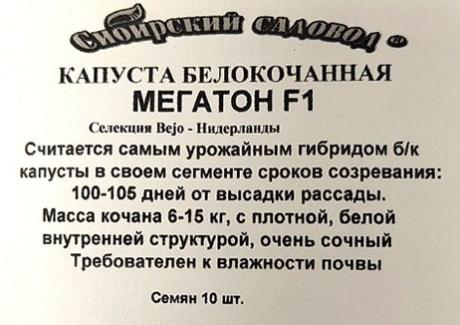 Сибирский садовод ®
КАПУСТА БЕЛОКОЧАННАЯ
МЕГАТОН F1
Селекция Bejo - Нидерланды
Считается самым урожайным гибридом б/к
капусты в своем сегменте сроков созревания:
100-105 дней от высадки рассады.
Масса кочана 6-15 кг, с плотной, белой
внутренней структурой, очень сочный
Требователен к влажности почвы
Семян 10 шт.